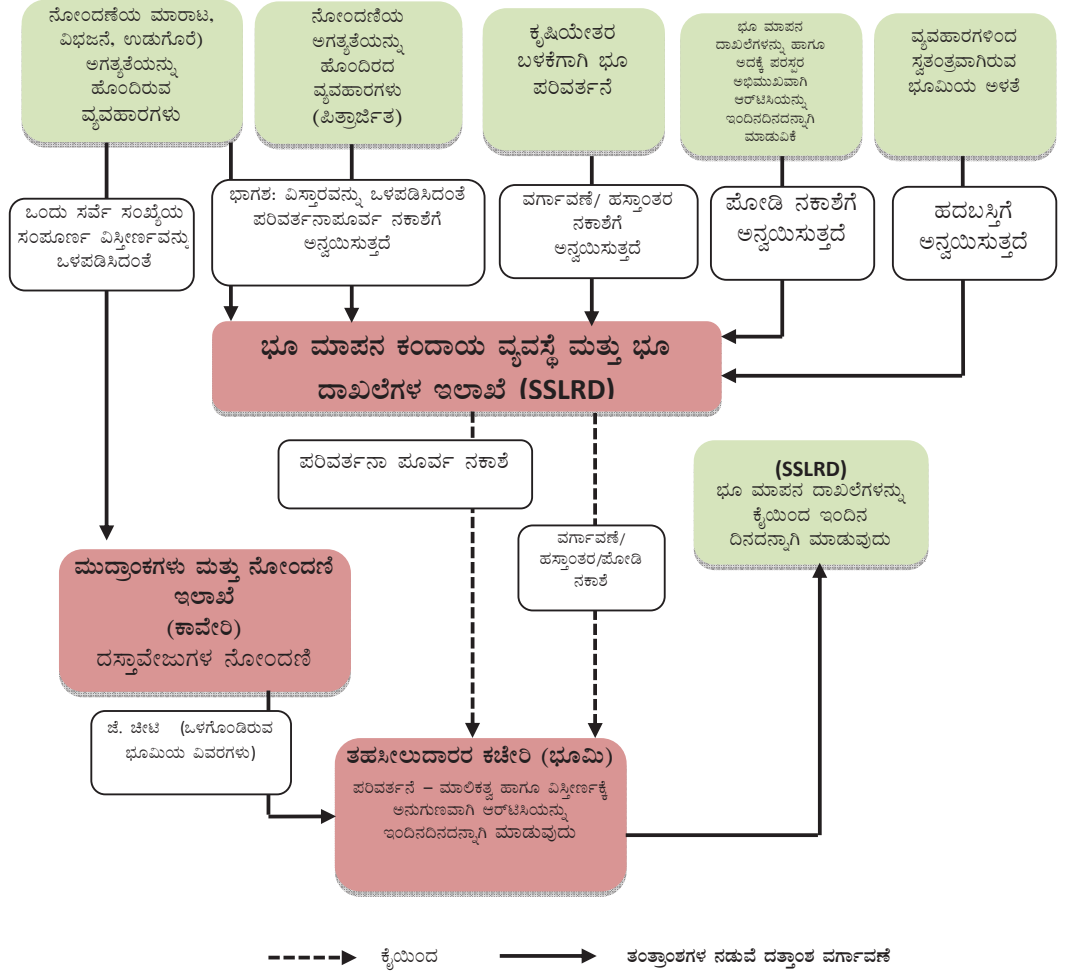 ನೋಂದಣಿಯ ಮಾರಾಟ,
ವಿಭಜನೆ, ಉಡುಗೊರೆ)
ಅಗತ್ಯತೆಯನ್ನು
ಹೊಂದಿರುವ
ವ್ಯವಹಾರಗಳು
ನೋಂದಣಿಯ
ಅಗತ್ಯತೆಯನ್ನು
ಹೊಂದಿರದ
ವ್ಯವಹಾರಗಳು
(ಪಿತ್ರಾರ್ಜಿತ)
ಕೃಷಿಯೇತರ
ಬಳಕೆಗಾಗಿ ಭೂ
ಪರಿವರ್ತನೆ
ಭೂ ಮಾಪನ
ದಾಖಲೆಗಳನ್ನು ಹಾಗೂ
ಅದಕ್ಕೆ ಪರಸ್ಪರ
ಅಭಿಮುಖವಾಗಿ
ಆರ್‌ಟಿಸಿಯನ್ನು
ಇಂದಿನದಿನದನ್ನಾಗಿ
ಮಾಡುವಿಕೆ
ವ್ಯವಹಾರಗಳಿಂದ
ಸ್ವತಂತ್ರವಾಗಿರುವ
ಭೂಮಿಯ ಅಳತೆ
ಒಂದು ಸರ್ವೆ ಸಂಖ್ಯೆಯ
ಸಂಪೂರ್ಣ ವಿಸ್ತೀರ್ಣವನ್ನು
ಒಳಪಡಿಸಿದಂತೆ
ಭಾಗಶ: ವಿಸ್ತಾರವನ್ನು ಒಳಪಡಿಸಿದಂತೆ
ಪರಿವರ್ತನಾಪೂರ್ವ ನಕಾಶೆಗೆ
ಅನ್ವಯಿಸುತ್ತದೆ
ವರ್ಗಾವಣೆ/ ಹಸ್ತಾಂತರ
ನಕಾಶೆಗೆ
ಅನ್ವಯಿಸುತ್ತದೆ
ಪೋಡಿ ನಕಾಶೆಗೆ
ಅನ್ವಯಿಸುತ್ತದೆ
ಹದಬಸ್ತಿಗೆ
ಅನ್ವಯಿಸುತ್ತದೆ
ಭೂ ಮಾಪನ ಕಂದಾಯ ವ್ಯವಸ್ಥೆ ಮತ್ತು ಭೂ
ದಾಖಲೆಗಳ ಇಲಾಖೆ (SSLRD)
ಪರಿವರ್ತನಾ ಪೂರ್ವ ನಕಾಶೆ
ವರ್ಗಾವಣೆ/
ಹಸ್ತಾಂತರ/ಪೋಡಿ
ನಕಾಶೆ
(SSLRD)
ಭೂ ಮಾಪನ ದಾಖಲೆಗಳನ್ನು
ಕೈಯಿಂದ ಇಂದಿನ
ದಿನದನ್ನಾಗಿ ಮಾಡುವುದು
ಮುದ್ರಾಂಕಗಳು ಮತ್ತು ನೋಂದಣಿ
ಇಲಾಖೆ
(ಕಾವೇರಿ)
ದಸ್ತಾವೇಜುಗಳ ನೋಂದಣಿ
ಜೆ. ಚೀಟಿ (ಒಳಗೊಂಡಿರುವ
ಭೂಮಿಯ ವಿವರಗಳು)
ತಹಸೀಲುದಾರರ ಕಚೇರಿ (ಭೂಮಿ)
ಪರಿವರ್ತನೆ – ಮಾಲಿಕತ್ವ ಹಾಗೂ ವಿಸ್ತೀರ್ಣಕ್ಕೆ
ಅನುಗುಣವಾಗಿ ಆರ್‌ಟಿಸಿಯನ್ನು
ಇಂದಿನದಿನದನ್ನಾಗಿ ಮಾಡುವುದು
ಕೈಯಿಂದ
ತಂತ್ರಾಂಶಗಳ ನಡುವೆ ದತ್ತಾಂಶ ವರ್ಗಾವಣೆ